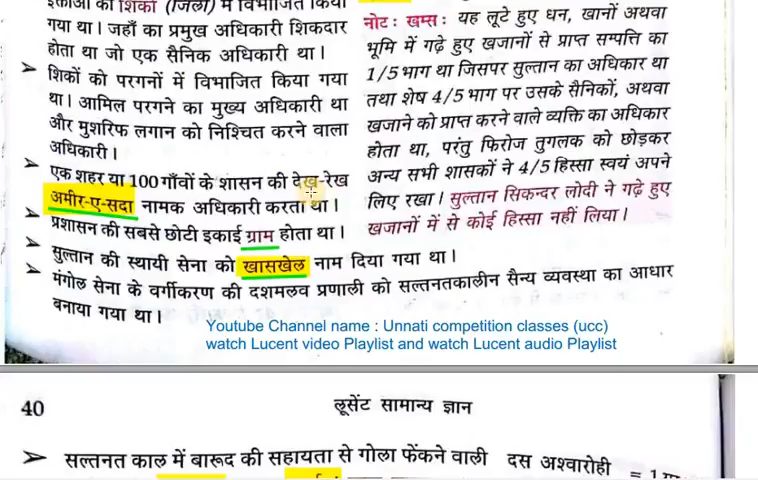 इक्ताओं को शिकों (जिलों) में विभाजित किया
गया था। जहाँ का प्रमुख अधिकारी शिकदार
होता था जो एक सैनिक अधिकारी था।
➢ शिकों को परगनों में विभाजित किया गया
था। आमिल परगने का मुख्य अधिकारी था
और मुशरिफ लगान को निश्चित करने वाला
अधिकारी।
➢ एक शहर या 100 गाँवों के शासन की देख-रेख
अमीर-ए-सदा नामक अधिकारी करता था।
➢ प्रशासन की सबसे छोटी इकाई ग्राम होता था।
नोट: खम्स: यह लूटे हुए धन, खानों अथवा
भूमि में गढ़े हुए खजानों से प्राप्त सम्पत्ति का
1/5 भाग था जिसपर सुल्तान का अधिकार था
तथा शेष 4/5 भाग पर उसके सैनिकों, अथवा
खजाने को प्राप्त करने वाले व्यक्ति का अधिकार
होता था, परंतु फिरोज तुगलक को छोड़कर
अन्य सभी शासकों ने 4/5 हिस्सा स्वयं अपने
लिए रखा। सुल्तान सिकन्दर लोदी ने गढ़े हुए
खजानों में से कोई हिस्सा नहीं लिया।
➢ सुल्तान की स्थायी सेना को खासखेल नाम दिया गया था।
➢ मंगोल सेना के वर्गीकरण की दशमलव प्रणाली को सल्तनतकालीन सैन्य व्यवस्था का आधार
बनाया गया था।
Youtube Channel name : Unnati competition classes (ucc)
watch Lucent video Playlist and watch Lucent audio Playlist
40
लूसेंट सामान्य ज्ञान
➢ सल्तनत काल में बारूद की सहायता से गोला फेंकने वाली
दस अश्वारोही = 1